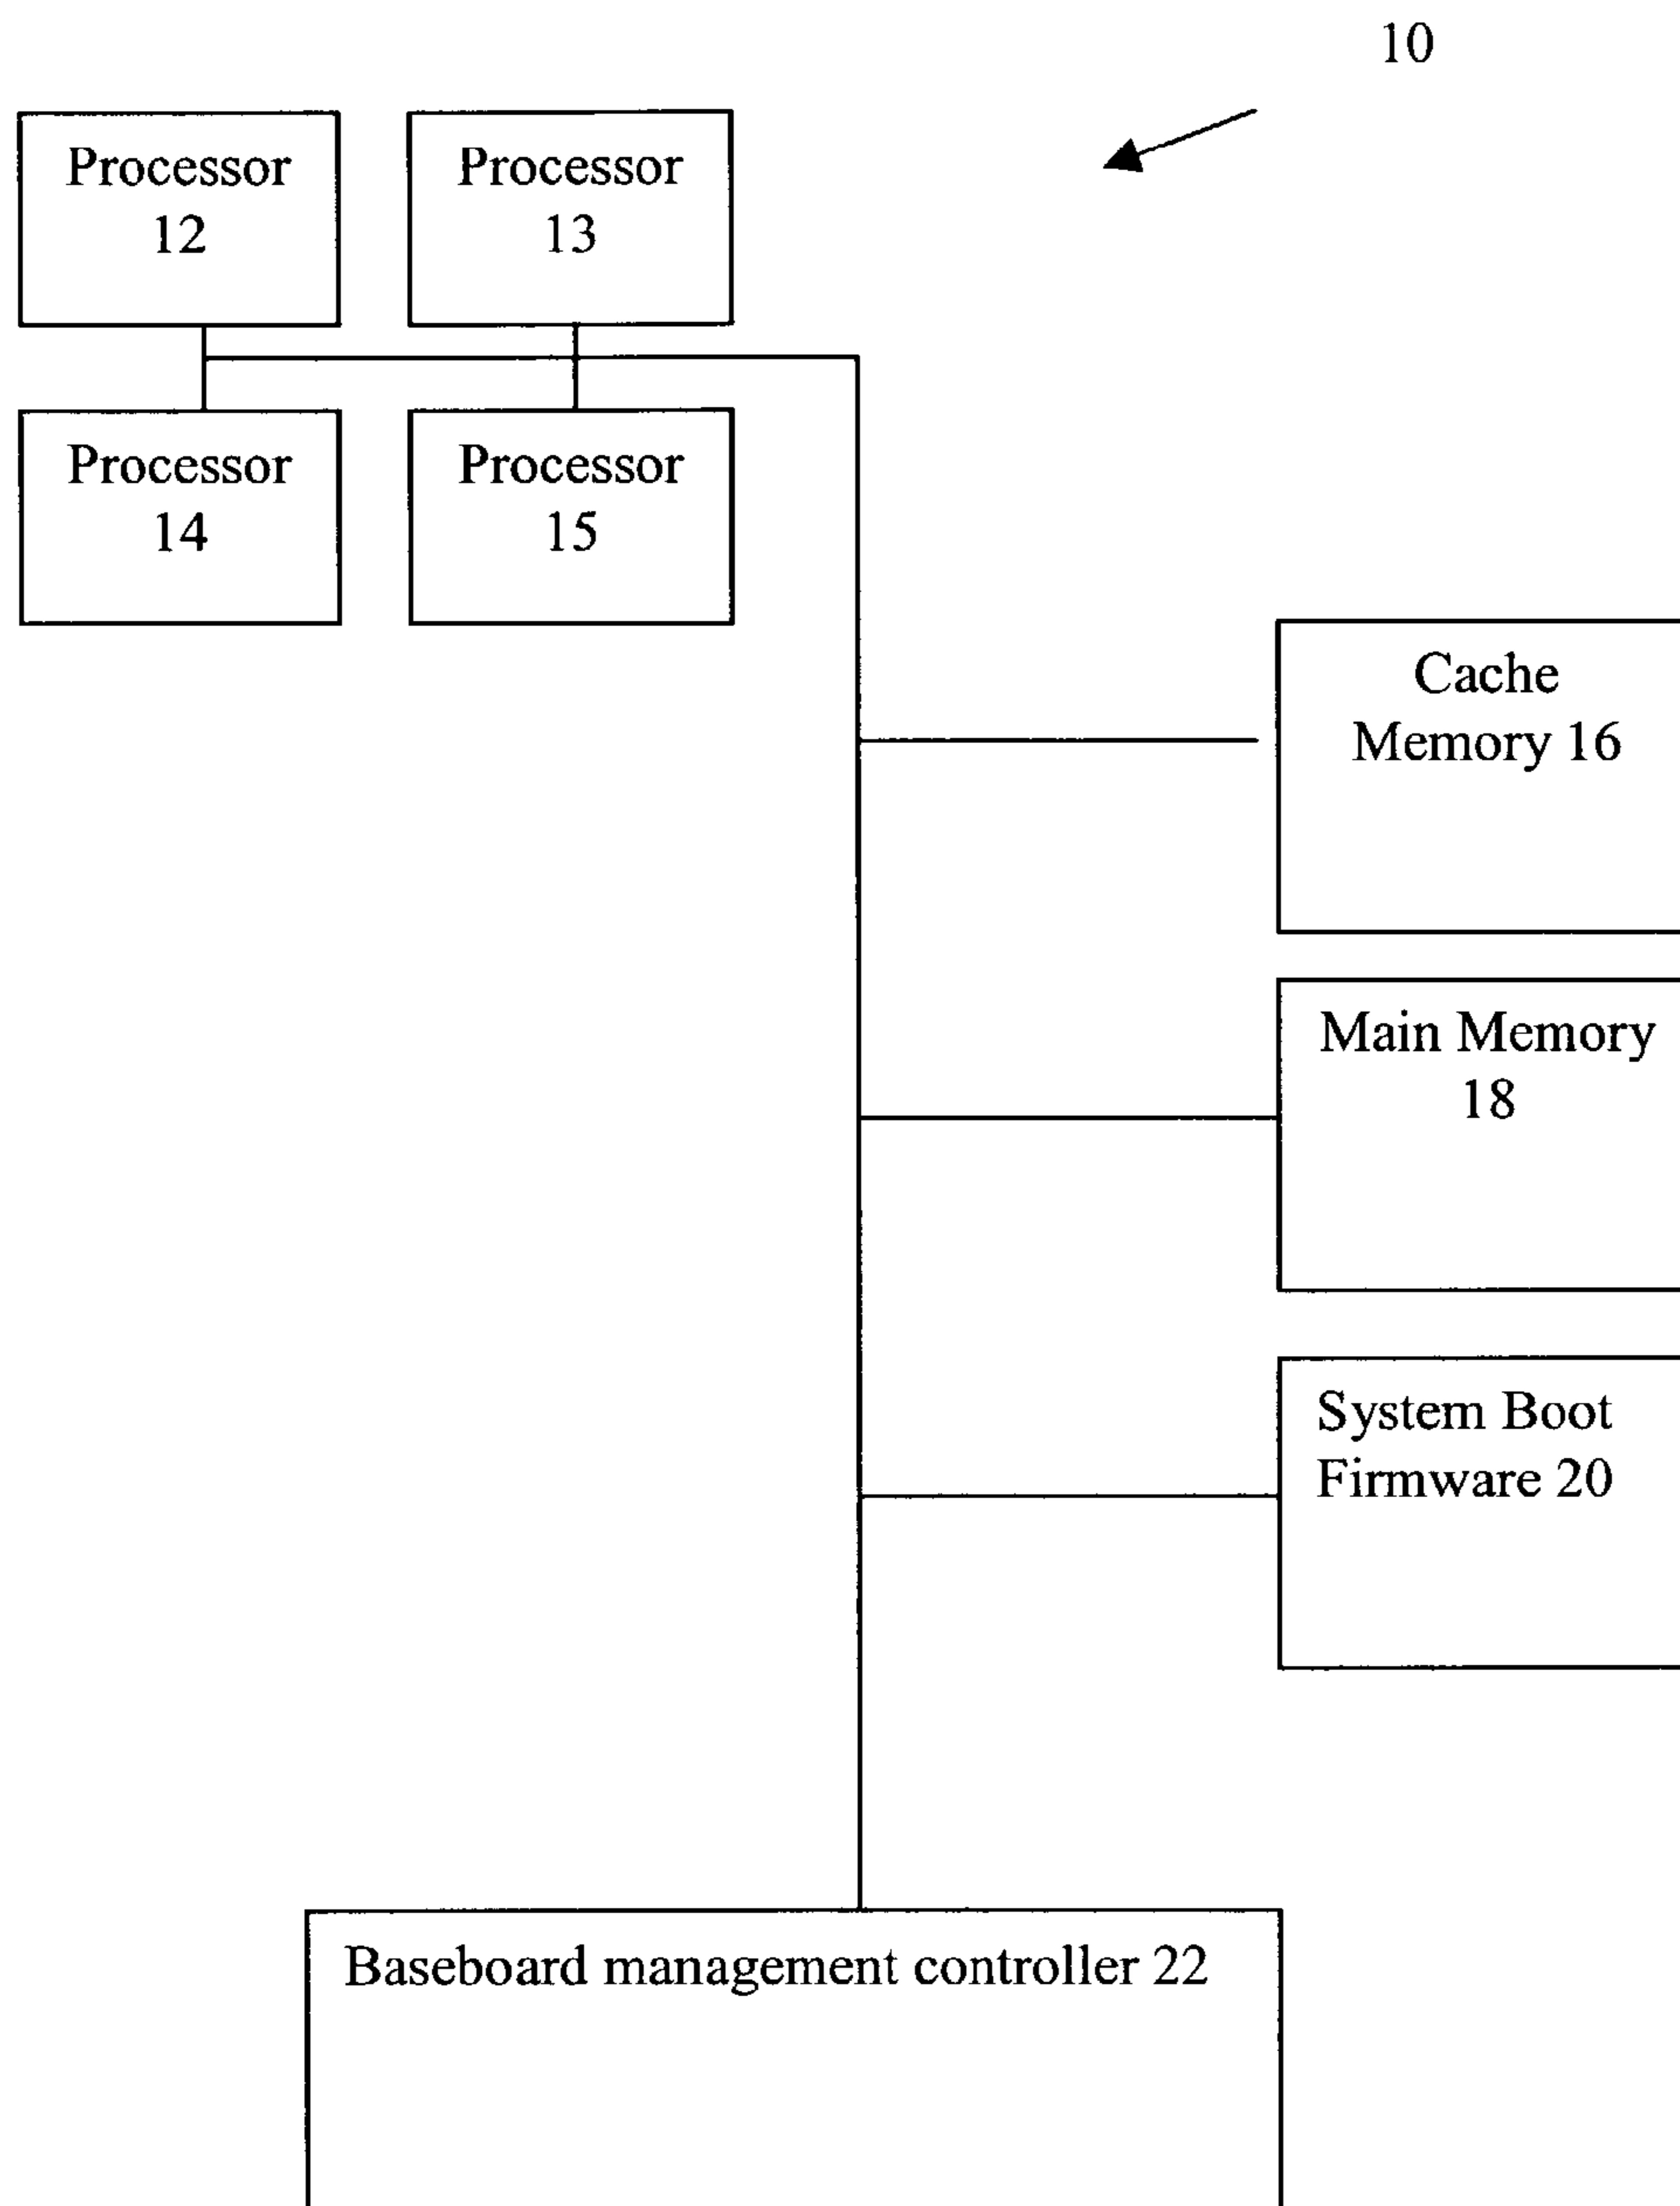 10
Processor
12
Processor
13
Processor
14
Processor
15
Cache
Memory 16
Main Memory
18
System Boot
Firmware 20
Baseboard management controller 22